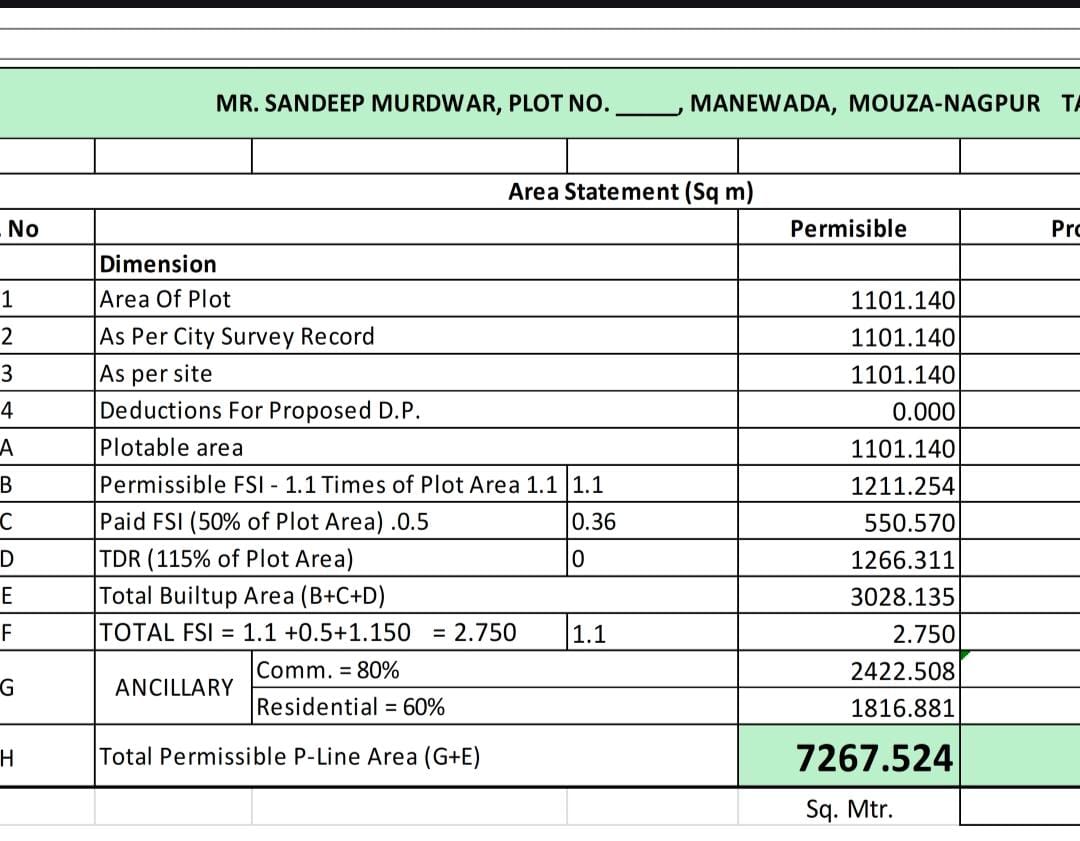 MR. SANDEEP MURDWAR, PLOT NO. _____, MANEWADA, MOUZA-NAGPUR
Area Statement (Sq m)
. No Permisible
Dimension
1 Area Of Plot 1101.140
2 As Per City Survey Record 1101.140
3 As per site 1101.140
4 Deductions For Proposed D.P. 0.000
A Plotable area 1101.140
B Permissible FSI - 1.1 Times of Plot Area 1.1 1.1 1211.254
C Paid FSI (50% of Plot Area) .0.5 0.36 550.570
D TDR (115% of Plot Area) 0 1266.311
E Total Builtup Area (B+C+D) 3028.135
F TOTAL FSI = 1.1 +0.5+1.150 = 2.750 1.1 2.750
G ANCILLARY Comm. = 80% 2422.508
Residential = 60% 1816.881
H Total Permissible P-Line Area (G+E) 7267.524
Sq. Mtr.